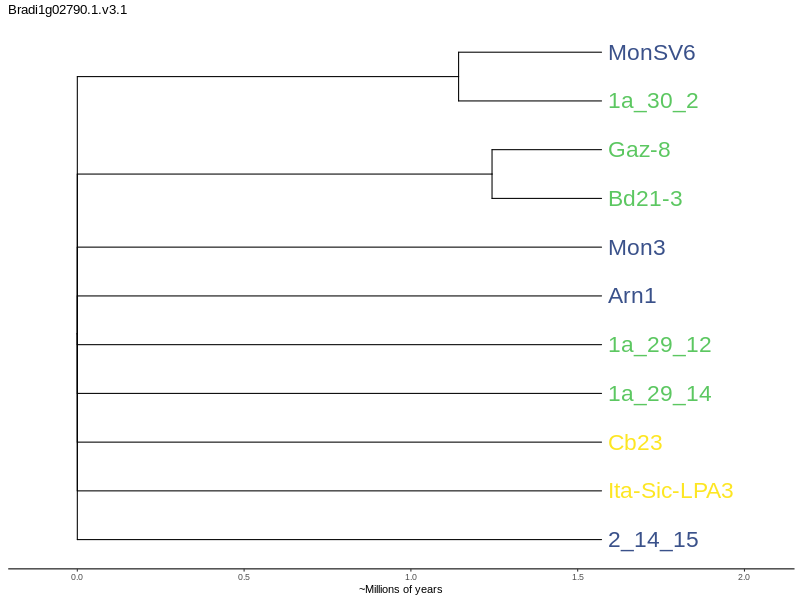 Bradi1g02790.1.v3.1
MonSV6
1a_30_2
Gaz-8
Bd21-3
Mon3
Arn1
1a_29_12
1a_29_14
Cb23
Ita-Sic-LPA3
2_14_15
0.0 0.5 1.0 1.5 2.0
~Millions of years